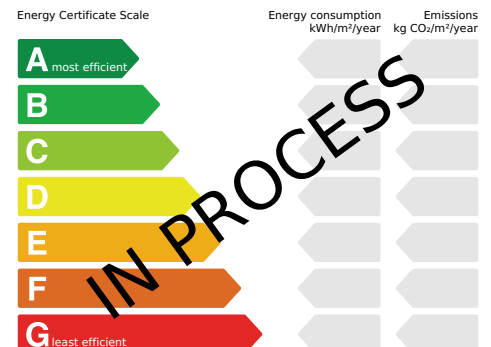 Energy Certificate Scale
Energy consumption
kWh/m²/year
Emissions
kg CO₂/m²/year
A most efficient
B
C
D
E
F
G least efficient
IN PROCESS